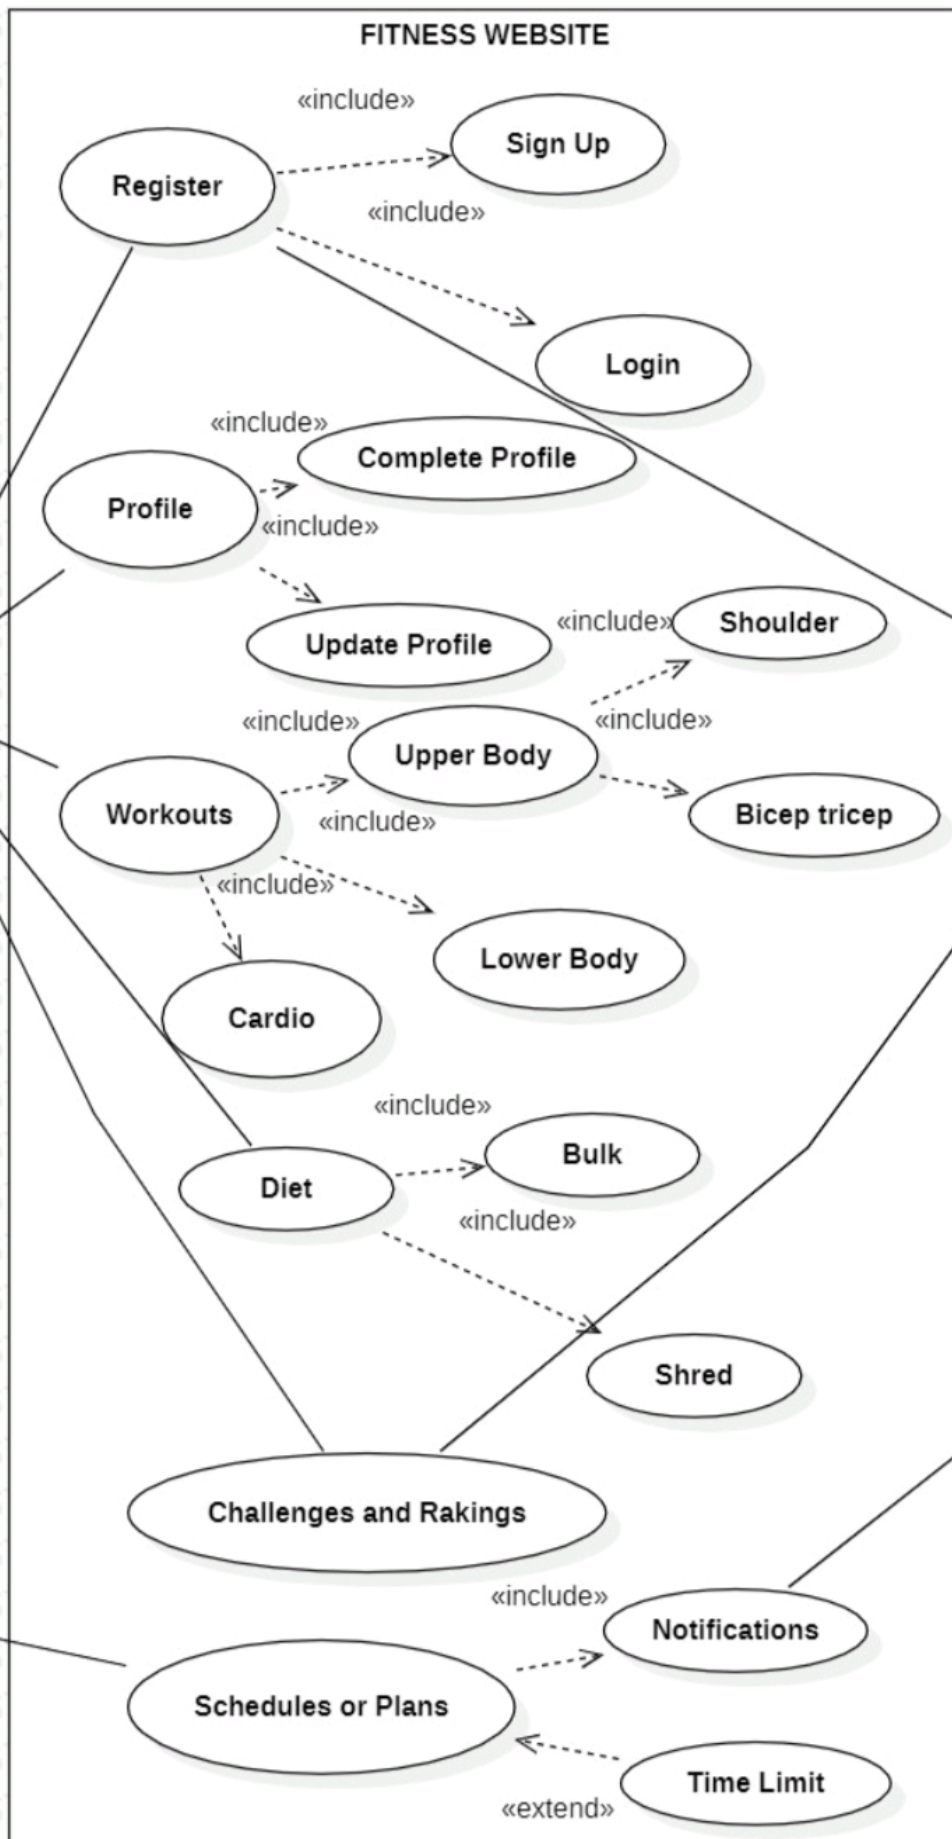 FITNESS WEBSITE
«include»
Sign Up
Register
«include»
Login
«include»
Complete Profile
Profile
«include»
Update Profile
«include»
Shoulder
«include»
Upper Body
«include»
Bicep tricep
Workouts
«include»
«include»
Lower Body
Cardio
«include»
Bulk
Diet
«include»
Shred
Challenges and Rakings
«include»
Notifications
Schedules or Plans
Time Limit
«extend»